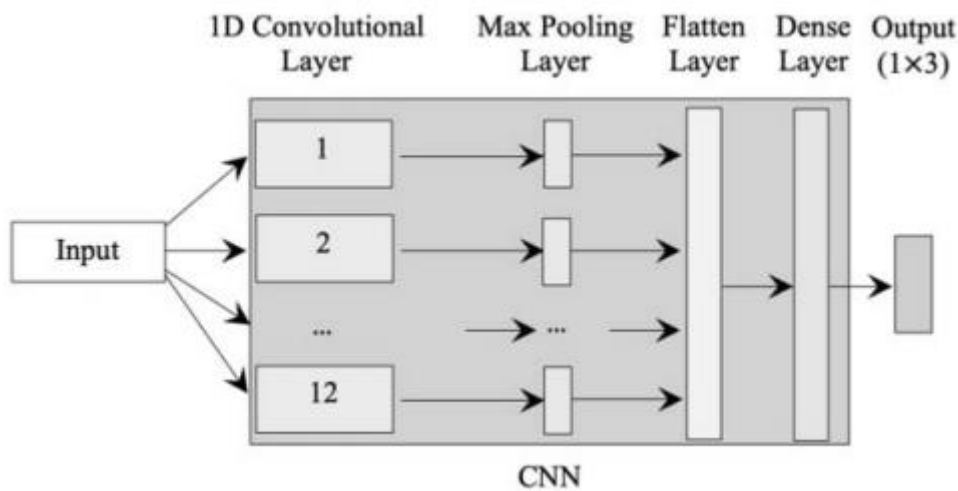 1D Convolutional Layer
Max Pooling Layer
Flatten Layer
Dense Layer
Output (1×3)
1
Input
2
... ...
12
CNN